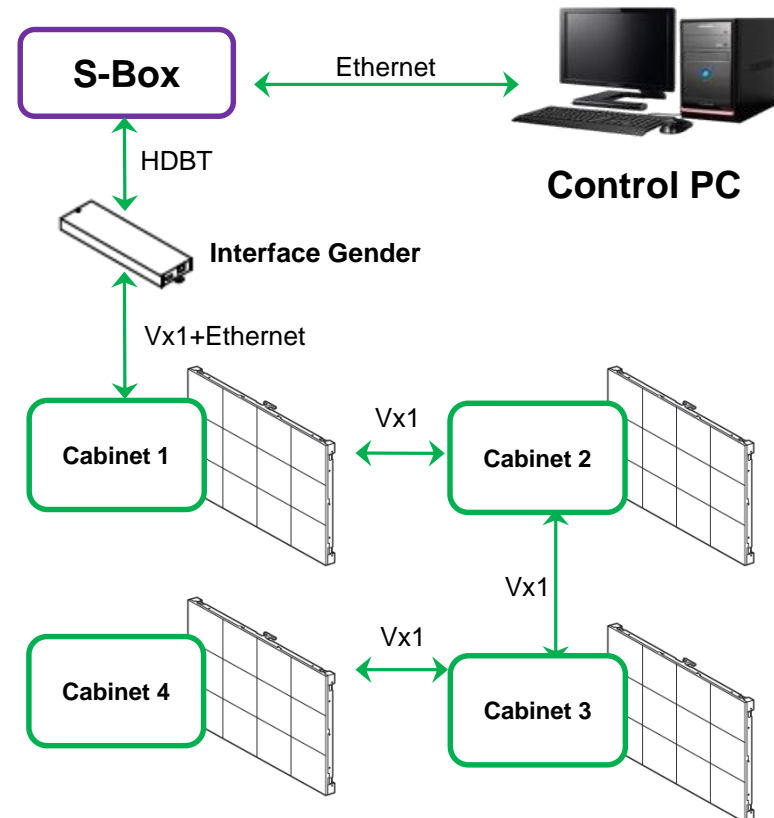 S-Box
Ethernet
HDBT
Control PC
Interface Gender
Vx1+Ethernet
Cabinet 1
Vx1
Cabinet 2
Vx1
Cabinet 4
Vx1
Cabinet 3